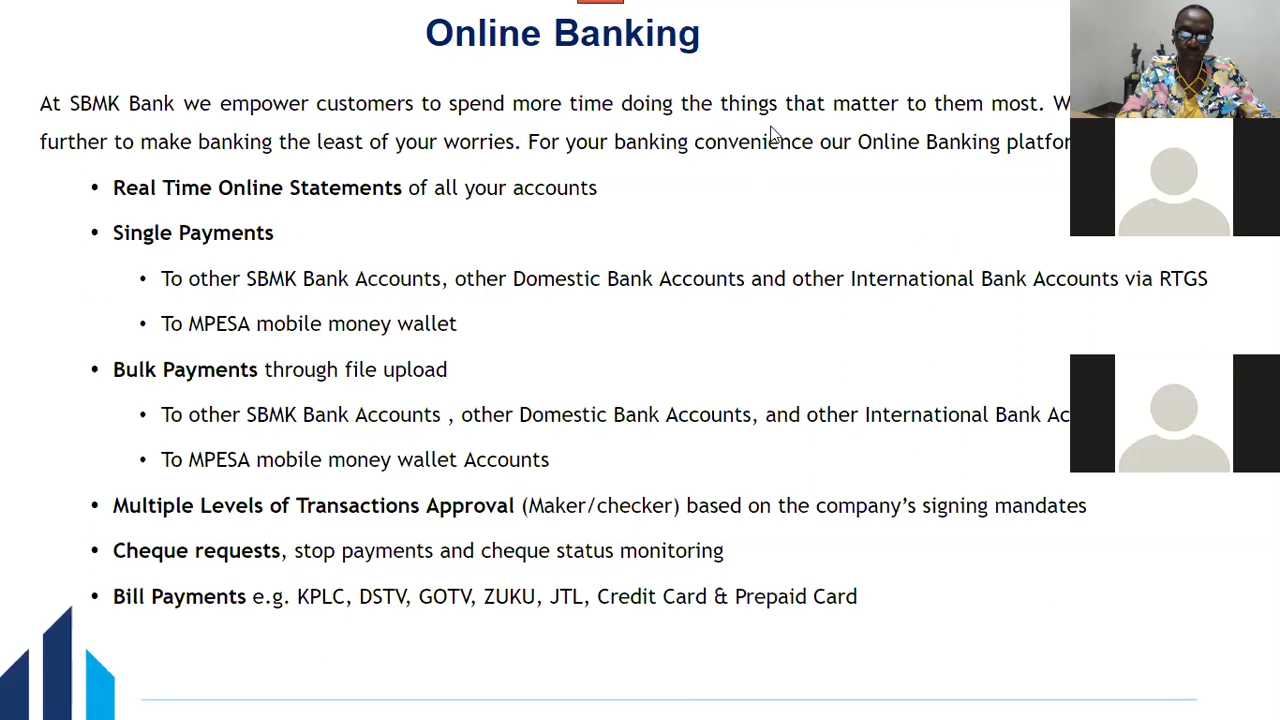 Online Banking
At SBMK Bank we empower customers to spend more time doing the things that matter to them most.
further to make banking the least of your worries. For your banking convenience our Online Banking
• Real Time Online Statements of all your accounts
• Single Payments
• To other SBMK Bank Accounts, other Domestic Bank Accounts and other International Bank Accounts via RTGS
• To MPESA mobile money wallet
• Bulk Payments through file upload
• To other SBMK Bank Accounts , other Domestic Bank Accounts, and other International Bank
• To MPESA mobile money wallet Accounts
• Multiple Levels of Transactions Approval (Maker/checker) based on the company’s signing mandates
• Cheque requests, stop payments and cheque status monitoring
• Bill Payments e.g. KPLC, DSTV, GOTV, ZUKU, JTL, Credit Card & Prepaid Card